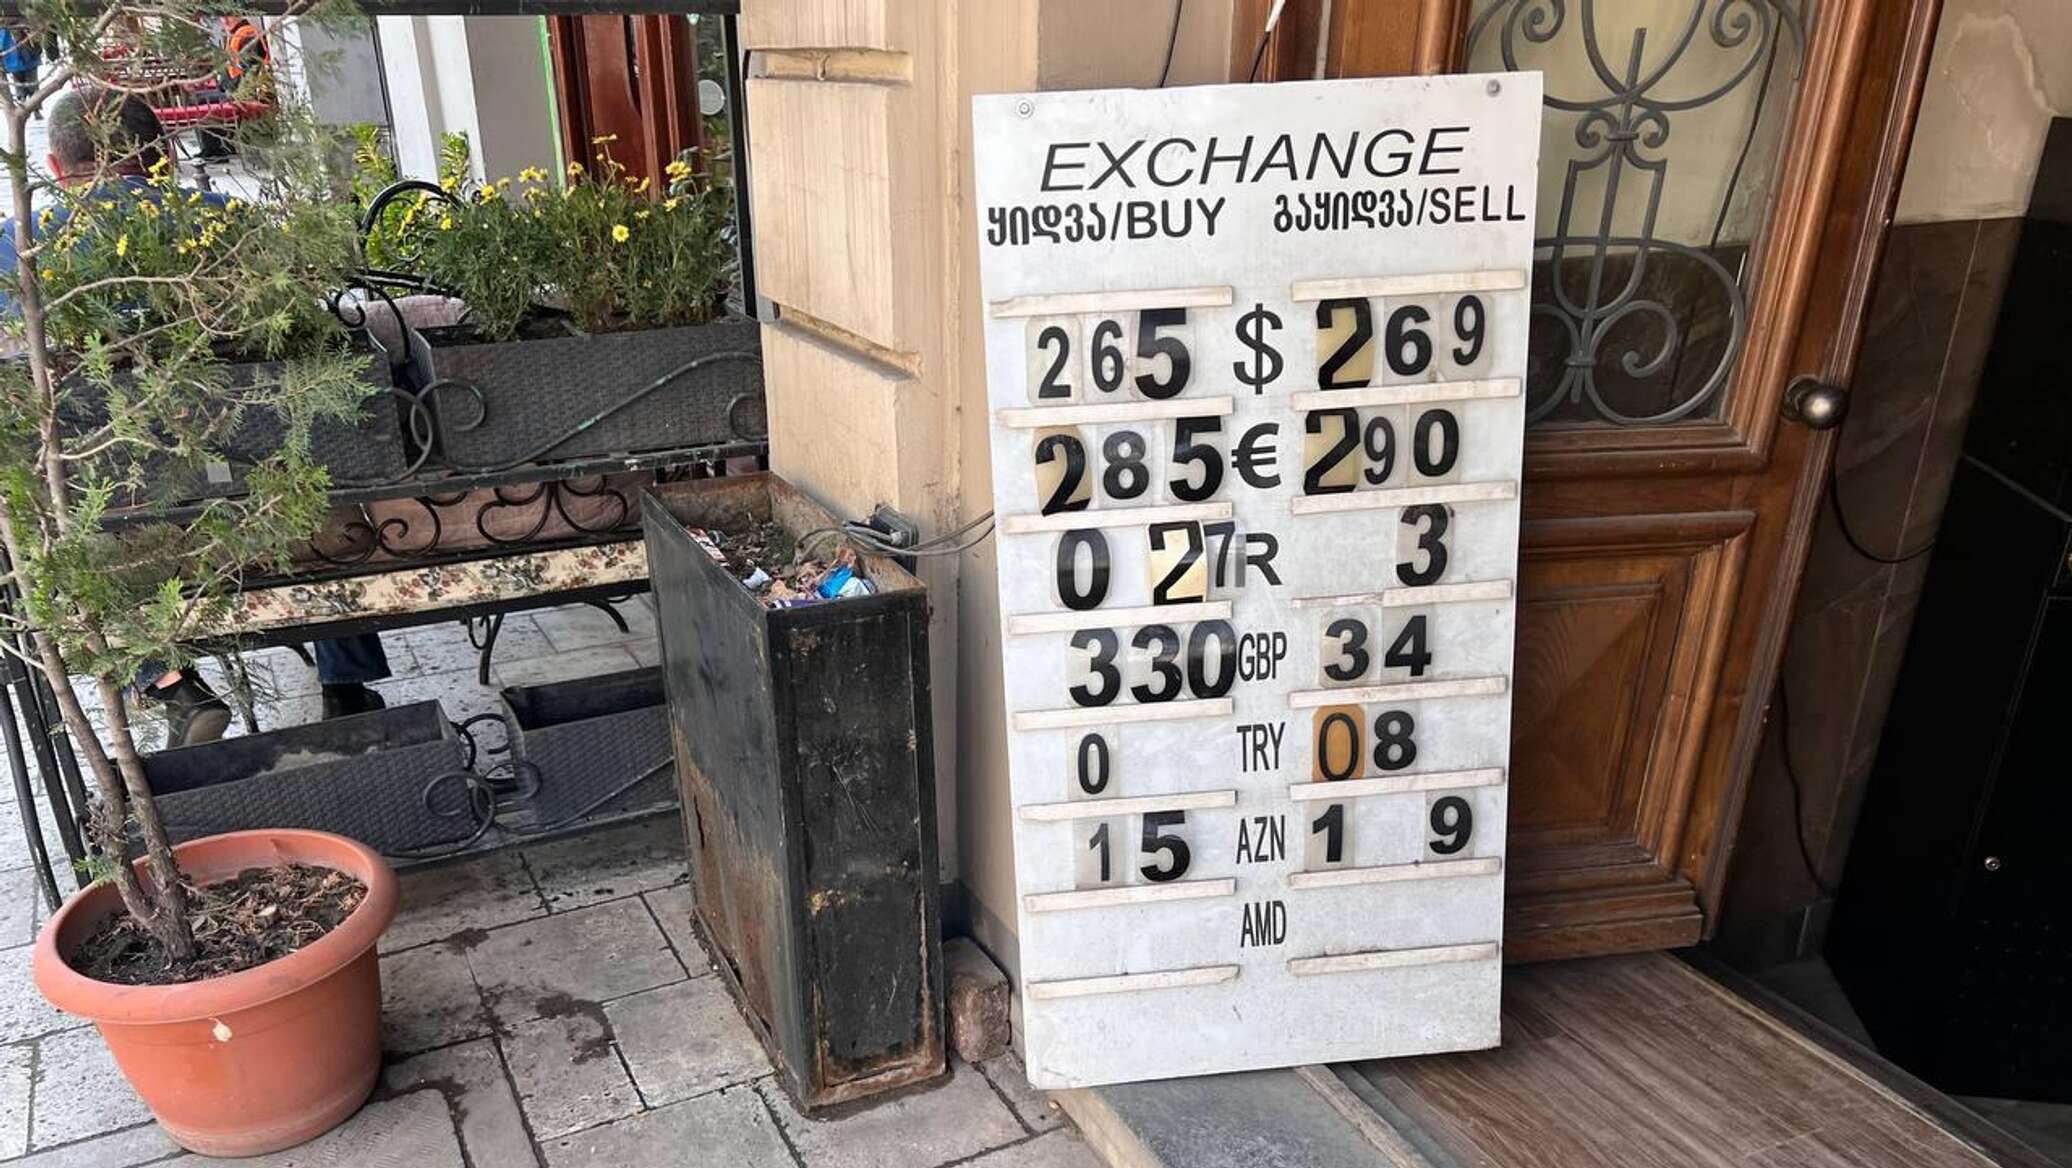 EXCHANGE
ყიდვა/BUY გაყიდვა/SELL
265 $ 269
285 € 290
0 27 R 3
330 GBP 34
0 TRY 08
15 AZN 1 9
AMD